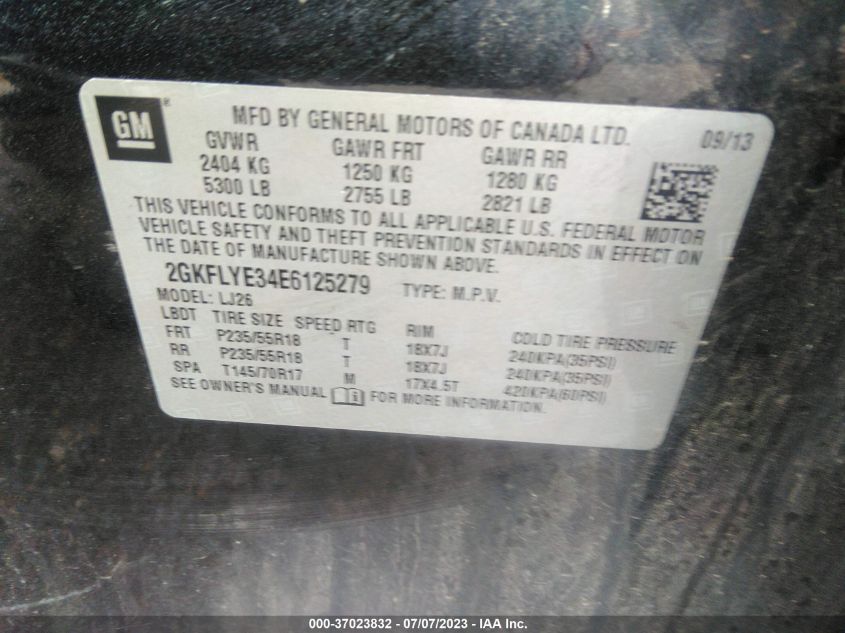 GM
MFD BY GENERAL MOTORS OF CANADA LTD. 09/13
GVWR GAWR FRT GAWR RR
2404 KG 1250 KG 1280 KG
5300 LB 2755 LB 2821 LB
THIS VEHICLE CONFORMS TO ALL APPLICABLE U.S. FEDERAL MOTOR
VEHICLE SAFETY AND THEFT PREVENTION STANDARDS IN EFFECT ON
THE DATE OF MANUFACTURE SHOWN ABOVE.
2GKFLYE34E6125279 TYPE: M.P.V.
MODEL: LJ26
LBDT TIRE SIZE SPEED RTG RIM COLD TIRE PRESSURE
FRT P235/55R18 T 18X7J 240KPA(35PSI)
RR P235/55R18 T 18X7J 240KPA(35PSI)
SPA T145/70R17 M 17X4.5T 420KPA(60PSI)
SEE OWNER'S MANUAL FOR MORE INFORMATION.
000-37023832 - 07/07/2023 - IAA Inc.